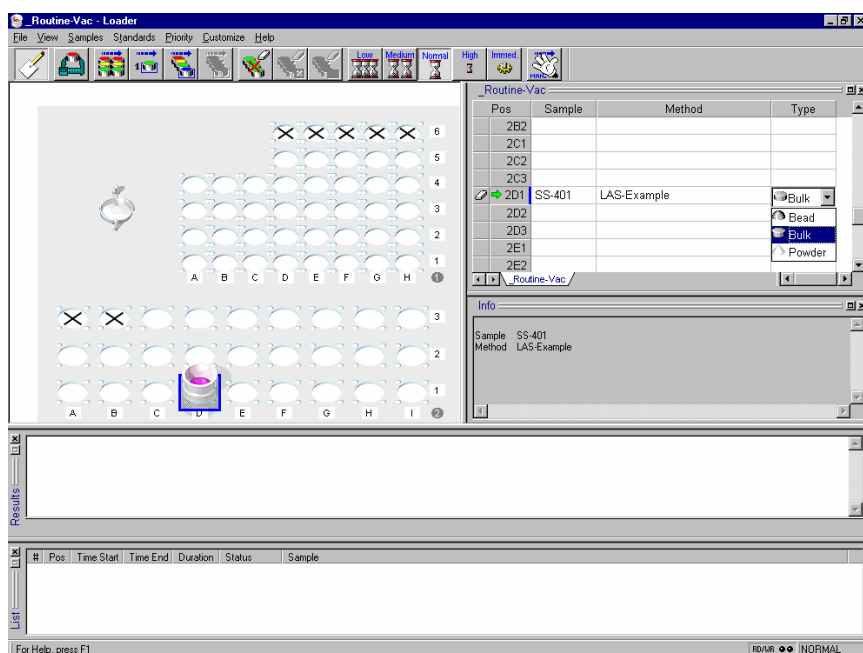 _Routine-Vac - Loader
File View Samples Standards Priority Customize Help
Low Medium Normal High Immed. MAN.
_Routine-Vac
Pos Sample Method Type
2B2
2C1
2C2
2C3
2D1 SS-401 LAS-Example Bulk
2D2 Bead
2D3 Bulk
2E1 Powder
2E2
_Routine-Vac
6
5
4
3
2
1
A B C D E F G H 1
3
2
1
A B C D E F G H I 2
Info
Sample SS-401
Method LAS-Example
Results
# Pos Time Start Time End Duration Status Sample
List
For Help, press F1 RD/UR NORMAL